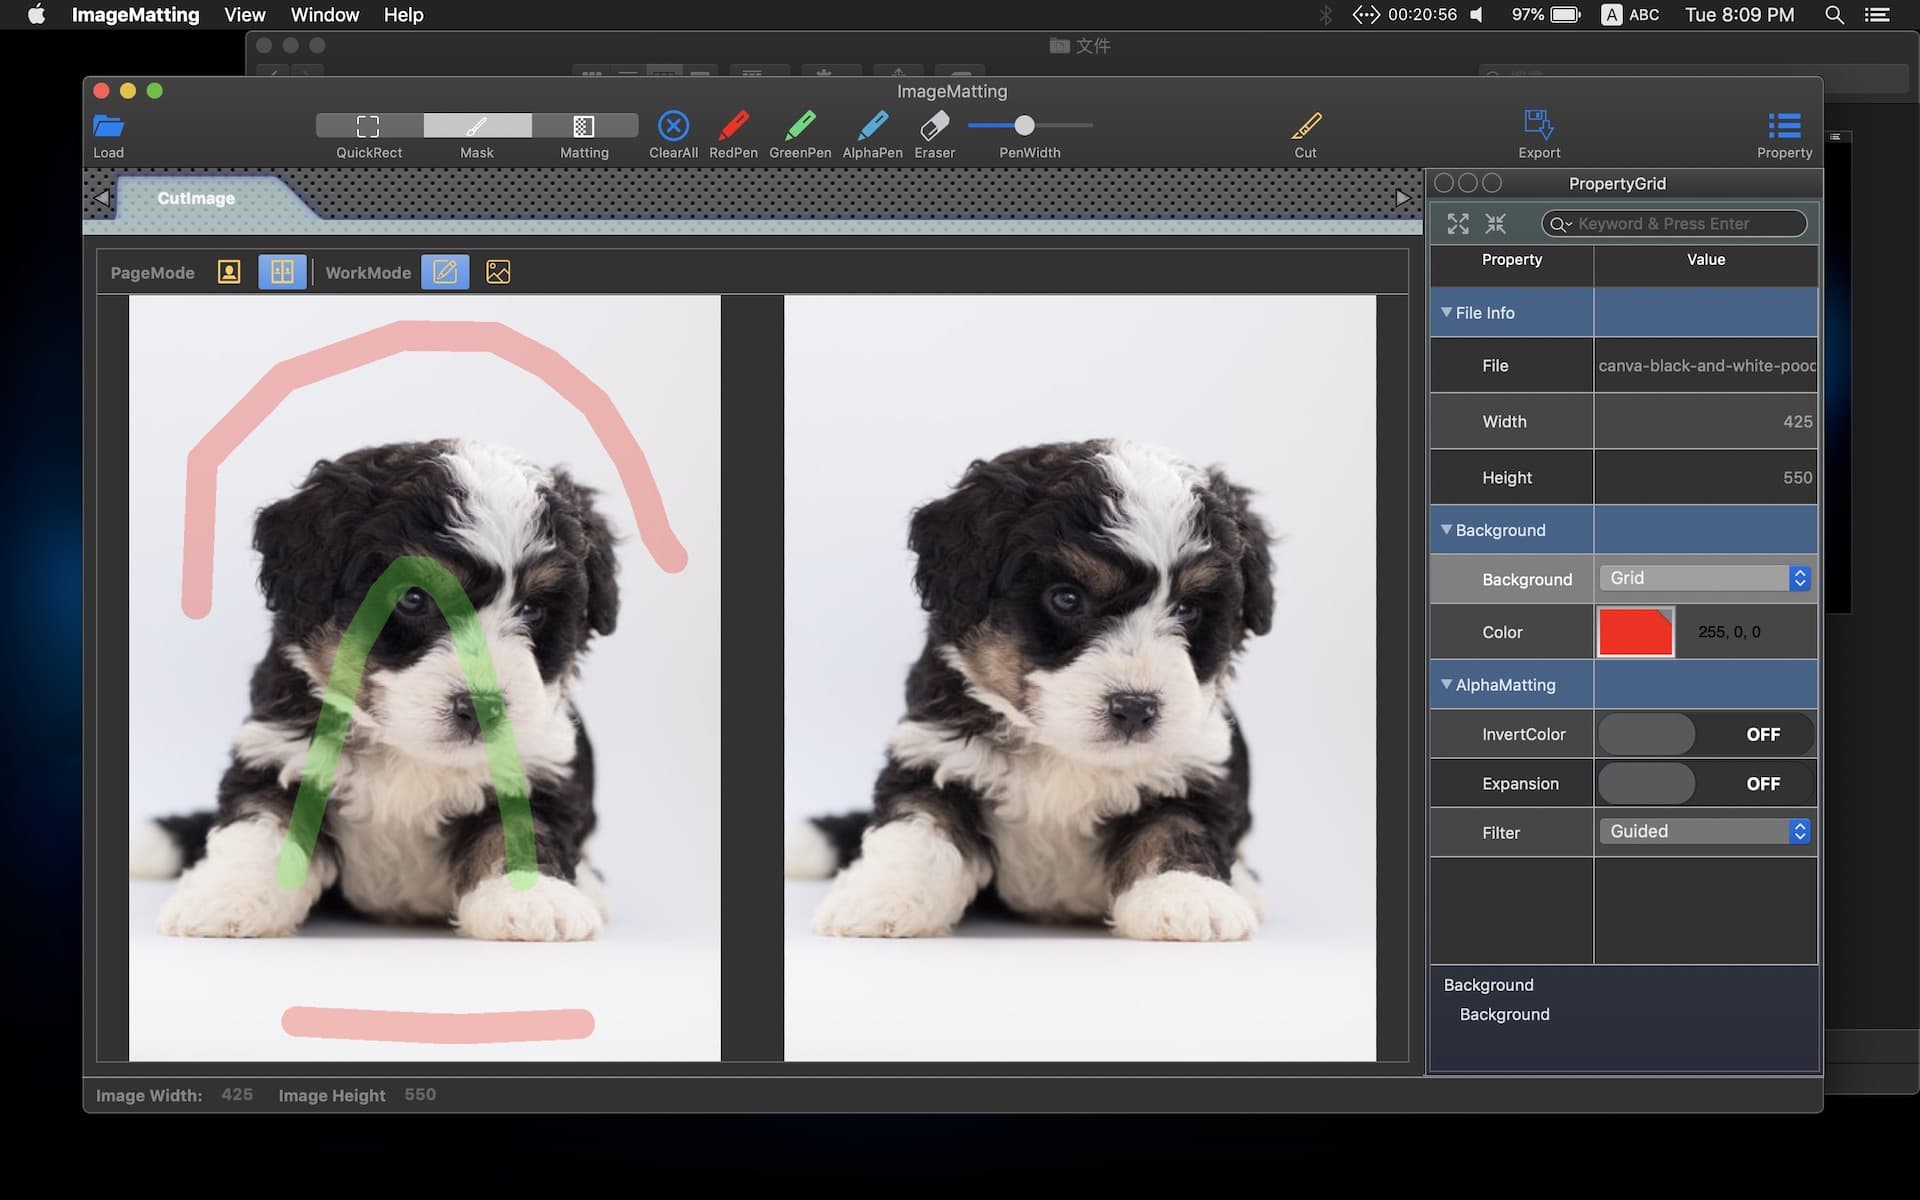 ImageMatting View Window Help 00:20:56 97% A ABC Tue 8:09 PM
文件
ImageMatting
Load QuickRect Mask Matting ClearAll RedPen GreenPen AlphaPen Eraser PenWidth Cut Export Property
CutImage
PageMode WorkMode
PropertyGrid
Keyword & Press Enter
Property Value
File Info
File canva-black-and-white-pooc
Width 425
Height 550
Background
Background Grid
Color 255, 0, 0
AlphaMatting
InvertColor OFF
Expansion OFF
Filter Guided
Background
Background
Image Width: 425 Image Height 550